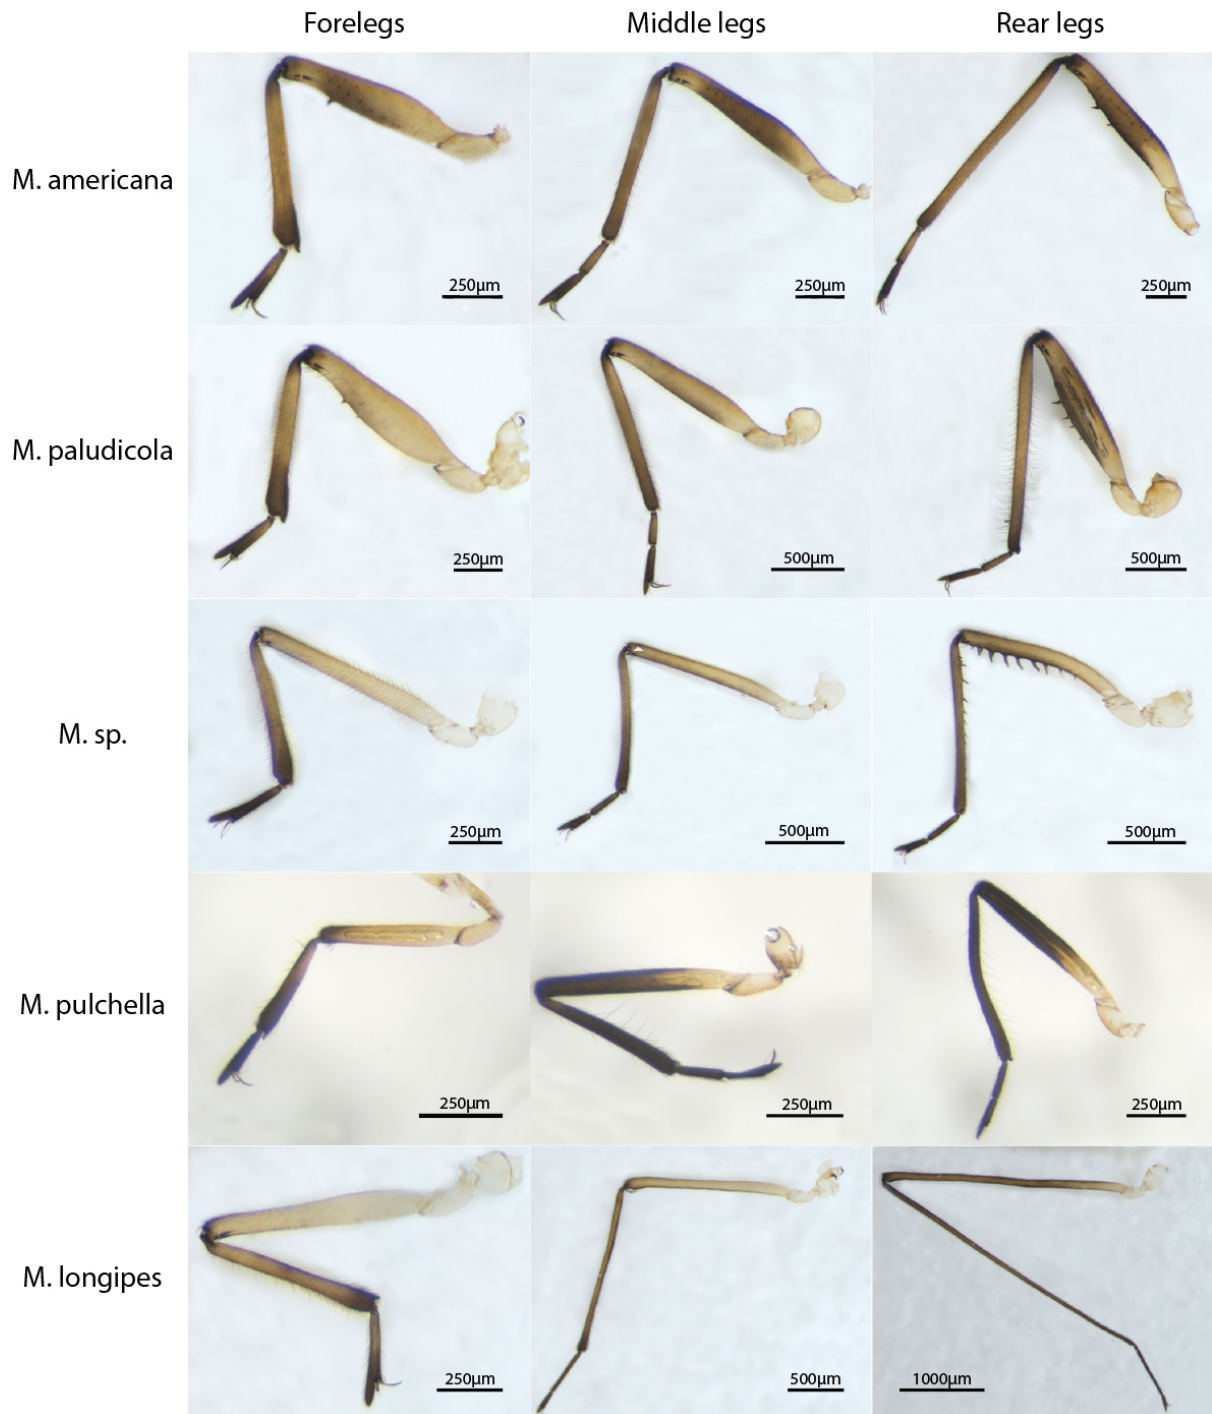 Forelegs Middle legs Rear legs
M. americana
250µm 250µm 250µm
M. paludicola
250µm 500µm 500µm
M. sp.
250µm 500µm 500µm
M. pulchella
250µm 250µm 250µm
M. longipes
250µm 500µm 1000µm